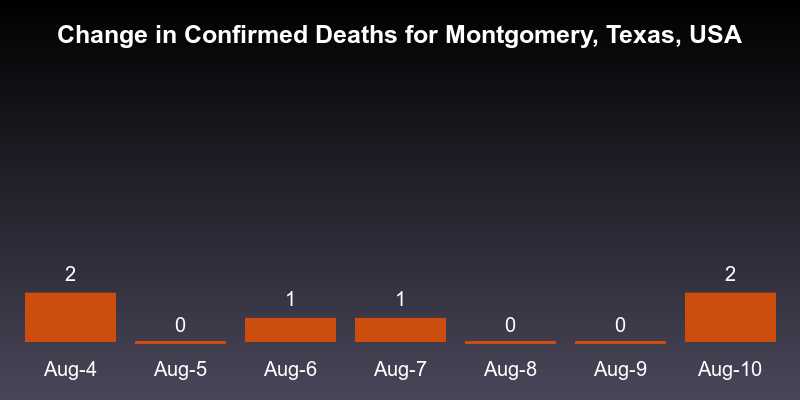 Change in Confirmed Deaths for Montgomery, Texas, USA
2 0 1 1 0 0 2
Aug-4 Aug-5 Aug-6 Aug-7 Aug-8 Aug-9 Aug-10